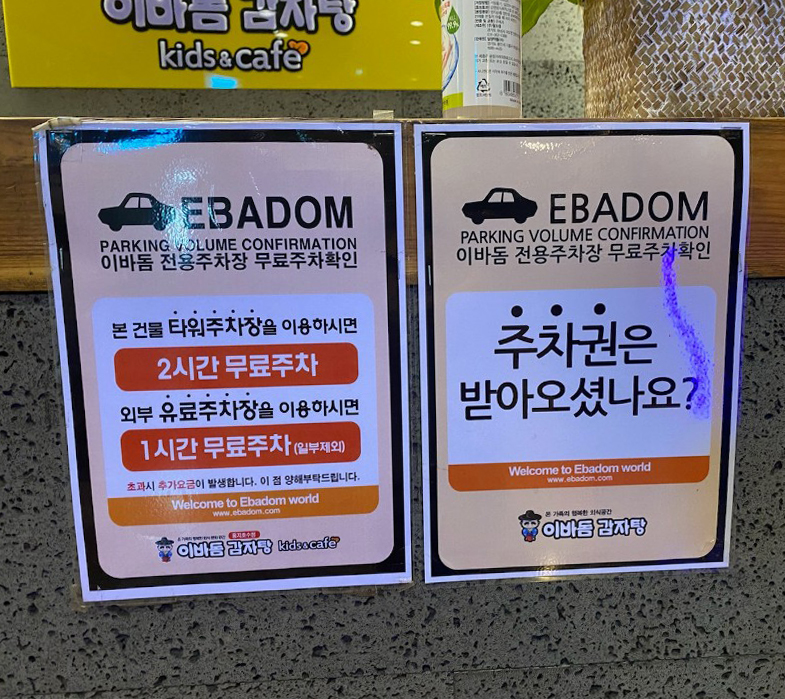 이바돔 감자탕
kids & cafe
EBADOM
PARKING VOLUME CONFIRMATION
이바돔 전용주차장 무료주차확인
본 건물 타워주차장을 이용하시면
2시간 무료주차
외부 유료주차장을 이용하시면
1시간 무료주차 (일부제외)
초과시 추가요금이 발생합니다. 이 점 양해부탁드립니다.
Welcome to Ebadom world
www.ebadom.com
이바돔 감자탕 kids & cafe
EBADOM
PARKING VOLUME CONFIRMATION
이바돔 전용주차장 무료주차확인
주차권은
받아오셨나요?
Welcome to Ebadom world
www.ebadom.com
온 가족의 행복한 외식공간
이바돔 감자탕